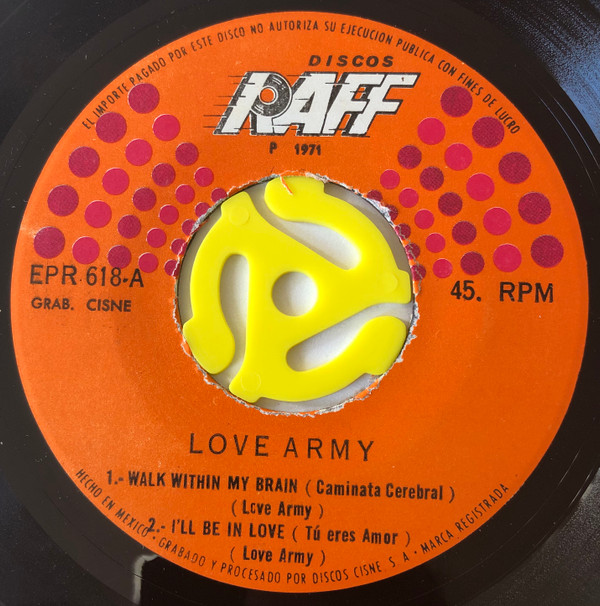 EL IMPORTE PAGADO POR ESTE DISCO NO AUTORIZA SU EJECUCION PUBLICA CON FINES DE LUCRO
DISCOS
RAFF
P 1971
EPR 618-A
45. RPM
GRAB. CISNE
LOVE ARMY
1.- WALK WITHIN MY BRAIN ( Caminata Cerebral )
( Love Army )
2.- I'LL BE IN LOVE ( Tú eres Amor )
( Love Army )
HECHO EN MEXICO • GRABADO Y PROCESADO POR DISCOS CISNE. S. A • MARCA REGISTRADA